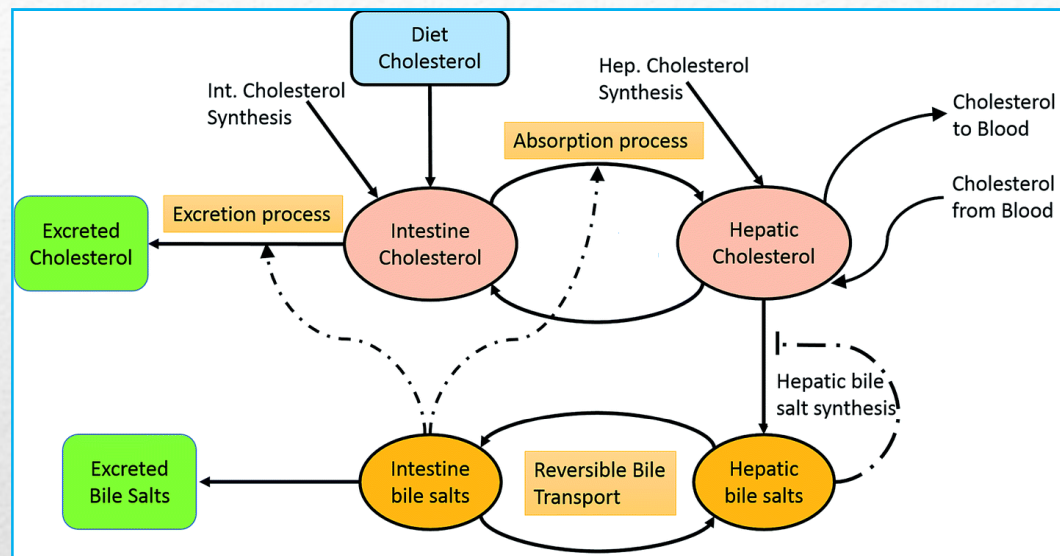 Diet
Cholesterol
Int. Cholesterol
Synthesis
Hep. Cholesterol
Synthesis
Cholesterol
to Blood
Absorption process
Excretion process
Cholesterol
from Blood
Excreted
Cholesterol
Intestine
Cholesterol
Hepatic
Cholesterol
Hepatic bile
salt synthesis
Excreted
Bile Salts
Intestine
bile salts
Reversible Bile
Transport
Hepatic
bile salts